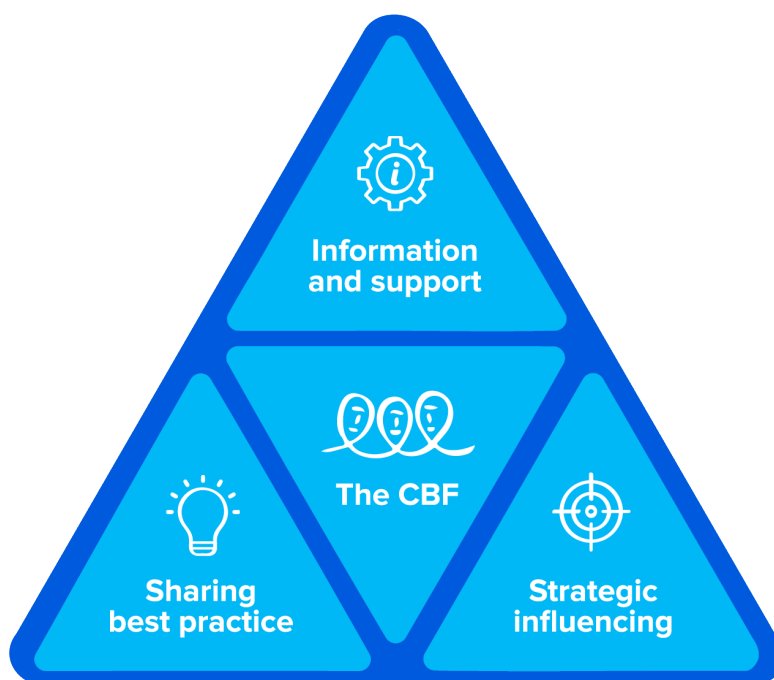 i
Information
and support
The CBF
Sharing
best practice
Strategic
influencing